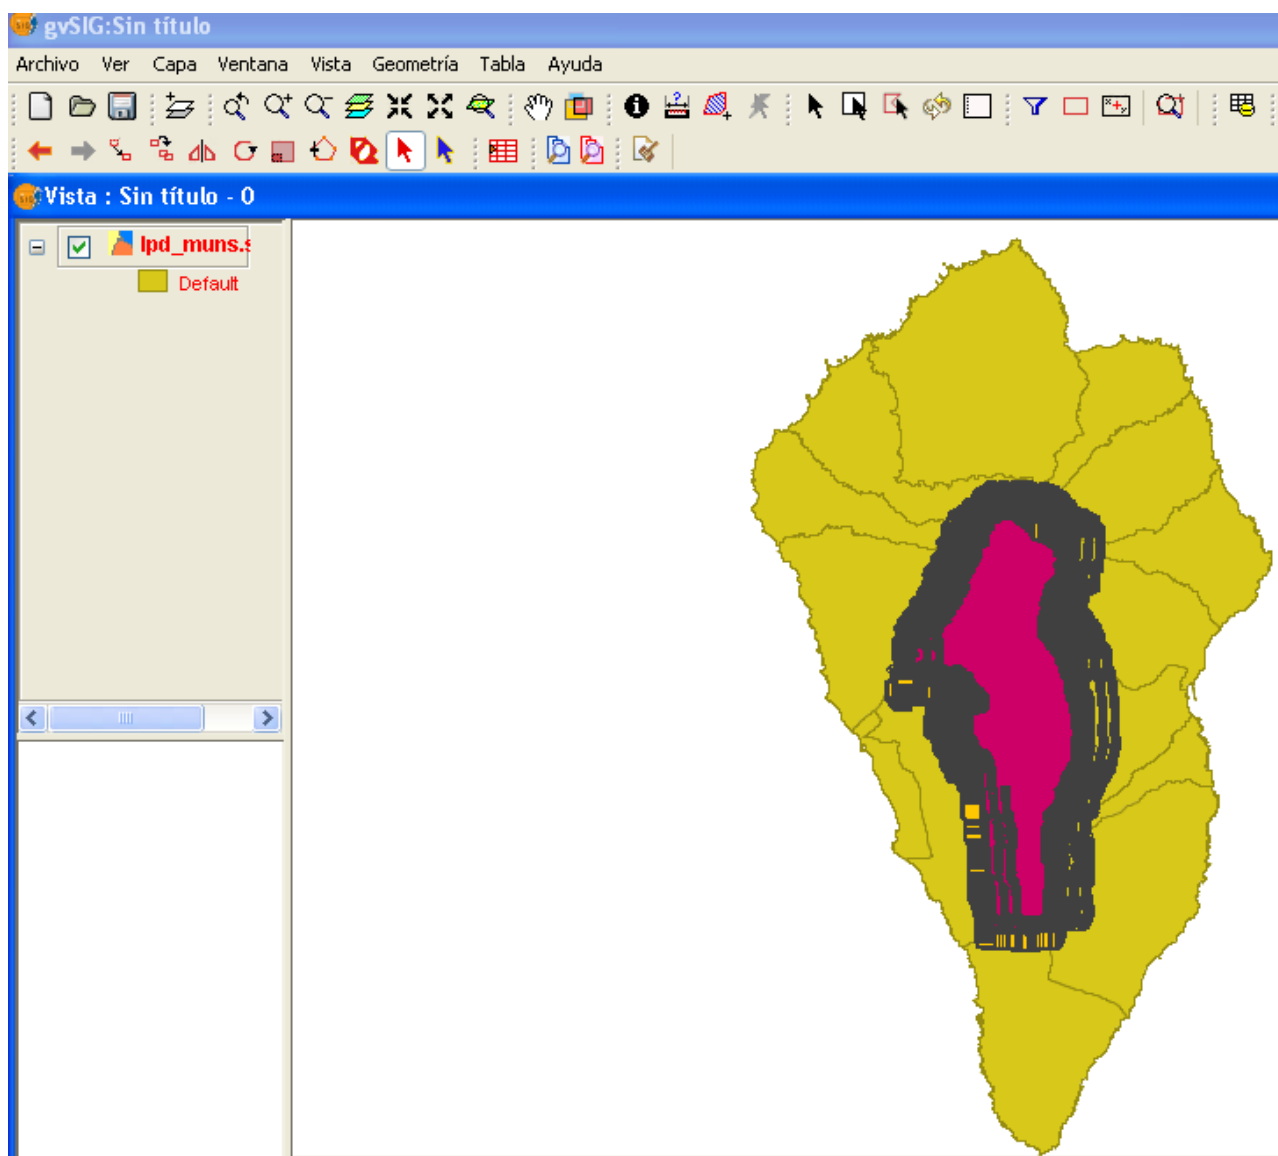 gvSIG:Sin título
Archivo Ver Capa Ventana Vista Geometría Tabla Ayuda
Vista : Sin título - 0
lpd_muns.s
Default